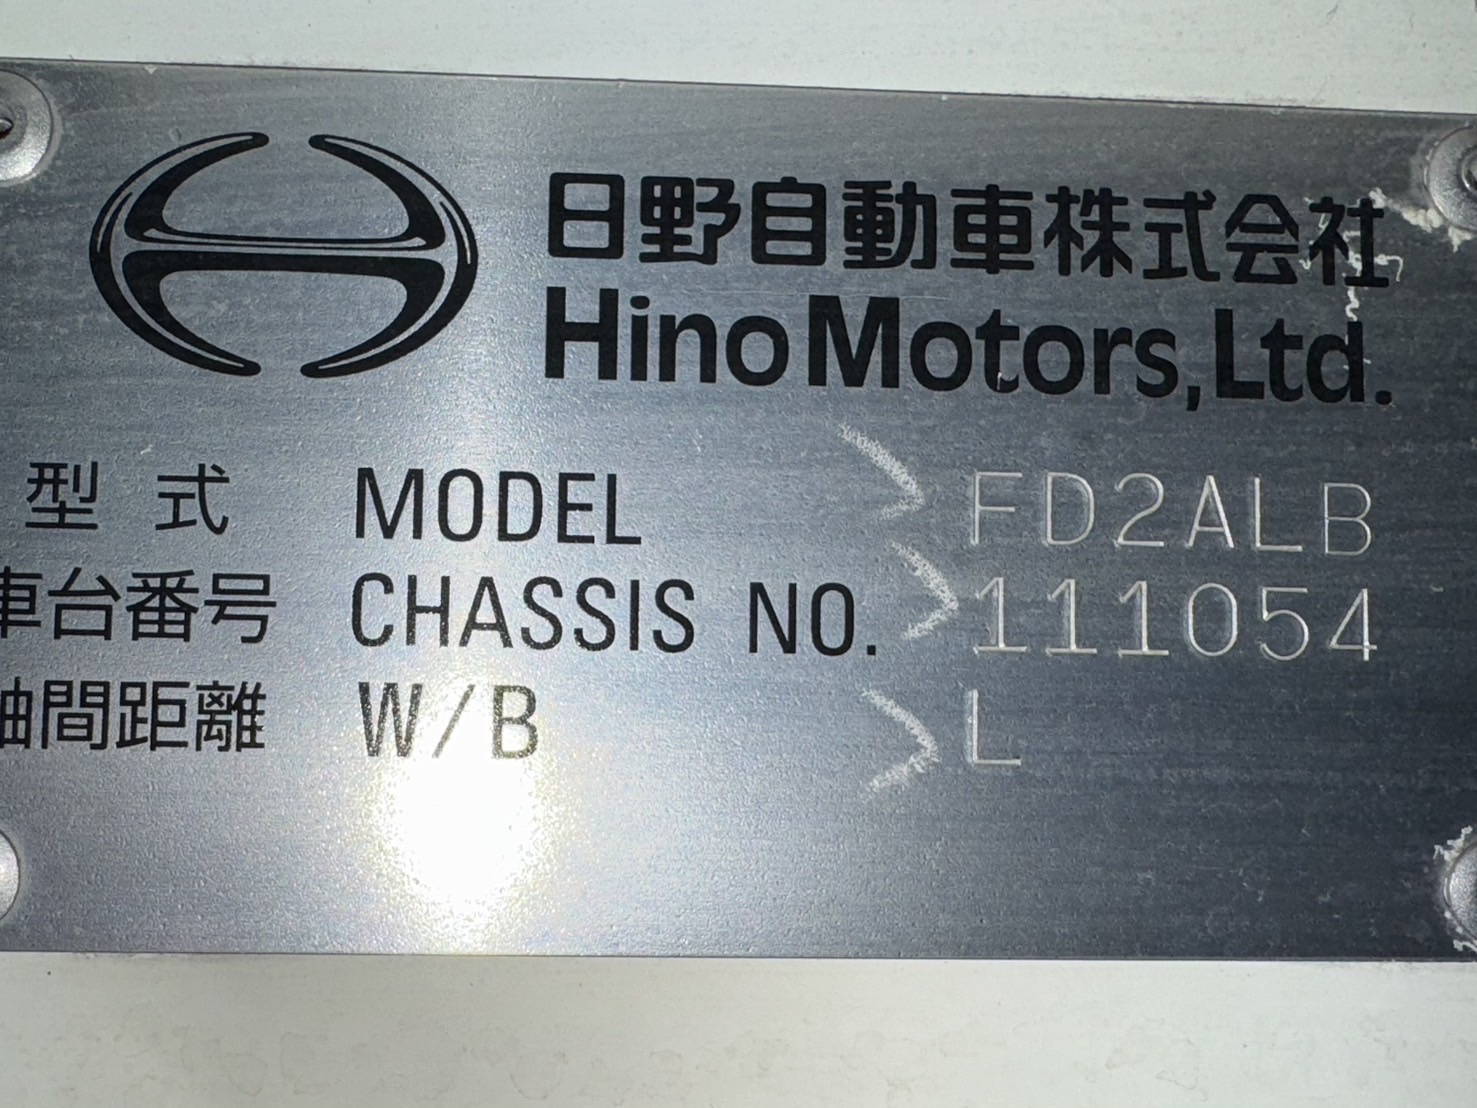 日野自動車株式会社
Hino Motors,Ltd.
型式 MODEL FD2ALB
車台番号 CHASSIS NO. 111054
軸間距離 W/B L